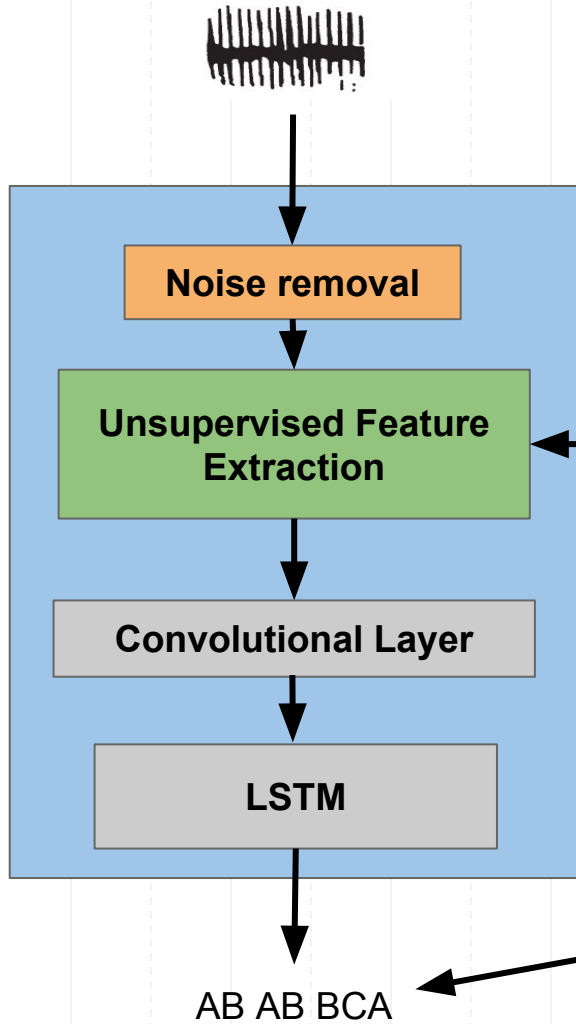 Noise removal
Unsupervised Feature
Extraction
Convolutional Layer
LSTM
AB AB BCA